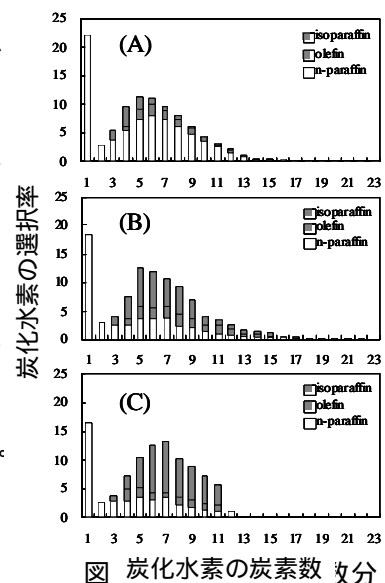 25
20
15
10
5
0
(A)
isoparaffin
olefin
n-paraffin
1 3 5 7 9 11 13 15 17 19 21 23
炭化水素の選択率
25
20
15
10
5
0
(B)
isoparaffin
olefin
n-paraffin
1 3 5 7 9 11 13 15 17 19 21 23
25
20
15
10
5
0
(C)
isoparaffin
olefin
n-paraffin
1 3 5 7 9 11 13 15 17 19 21 23
図 炭化水素の炭素数 数分